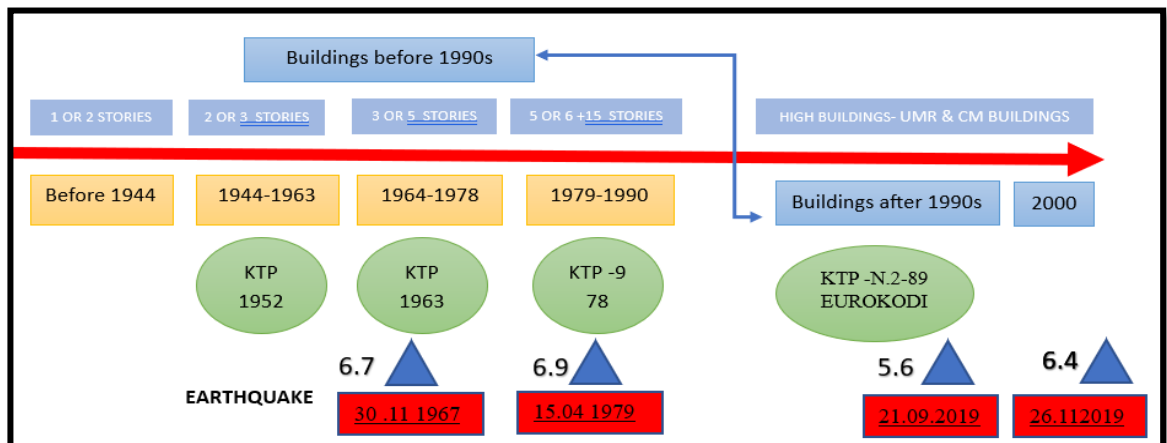 Buildings before 1990s
1 OR 2 STORIES
2 OR 3 STORIES
3 OR 5 STORIES
5 OR 6 +15 STORIES
HIGH BUILDINGS- UMR & CM BUILDINGS
Before 1944
1944-1963
1964-1978
1979-1990
Buildings after 1990s
2000
KTP
1952
KTP
1963
KTP -9
78
KTP -N.2-89
EUROKODI
6.7
6.9
5.6
6.4
EARTHQUAKE
30 .11 1967
15.04 1979
21.09.2019
26.112019